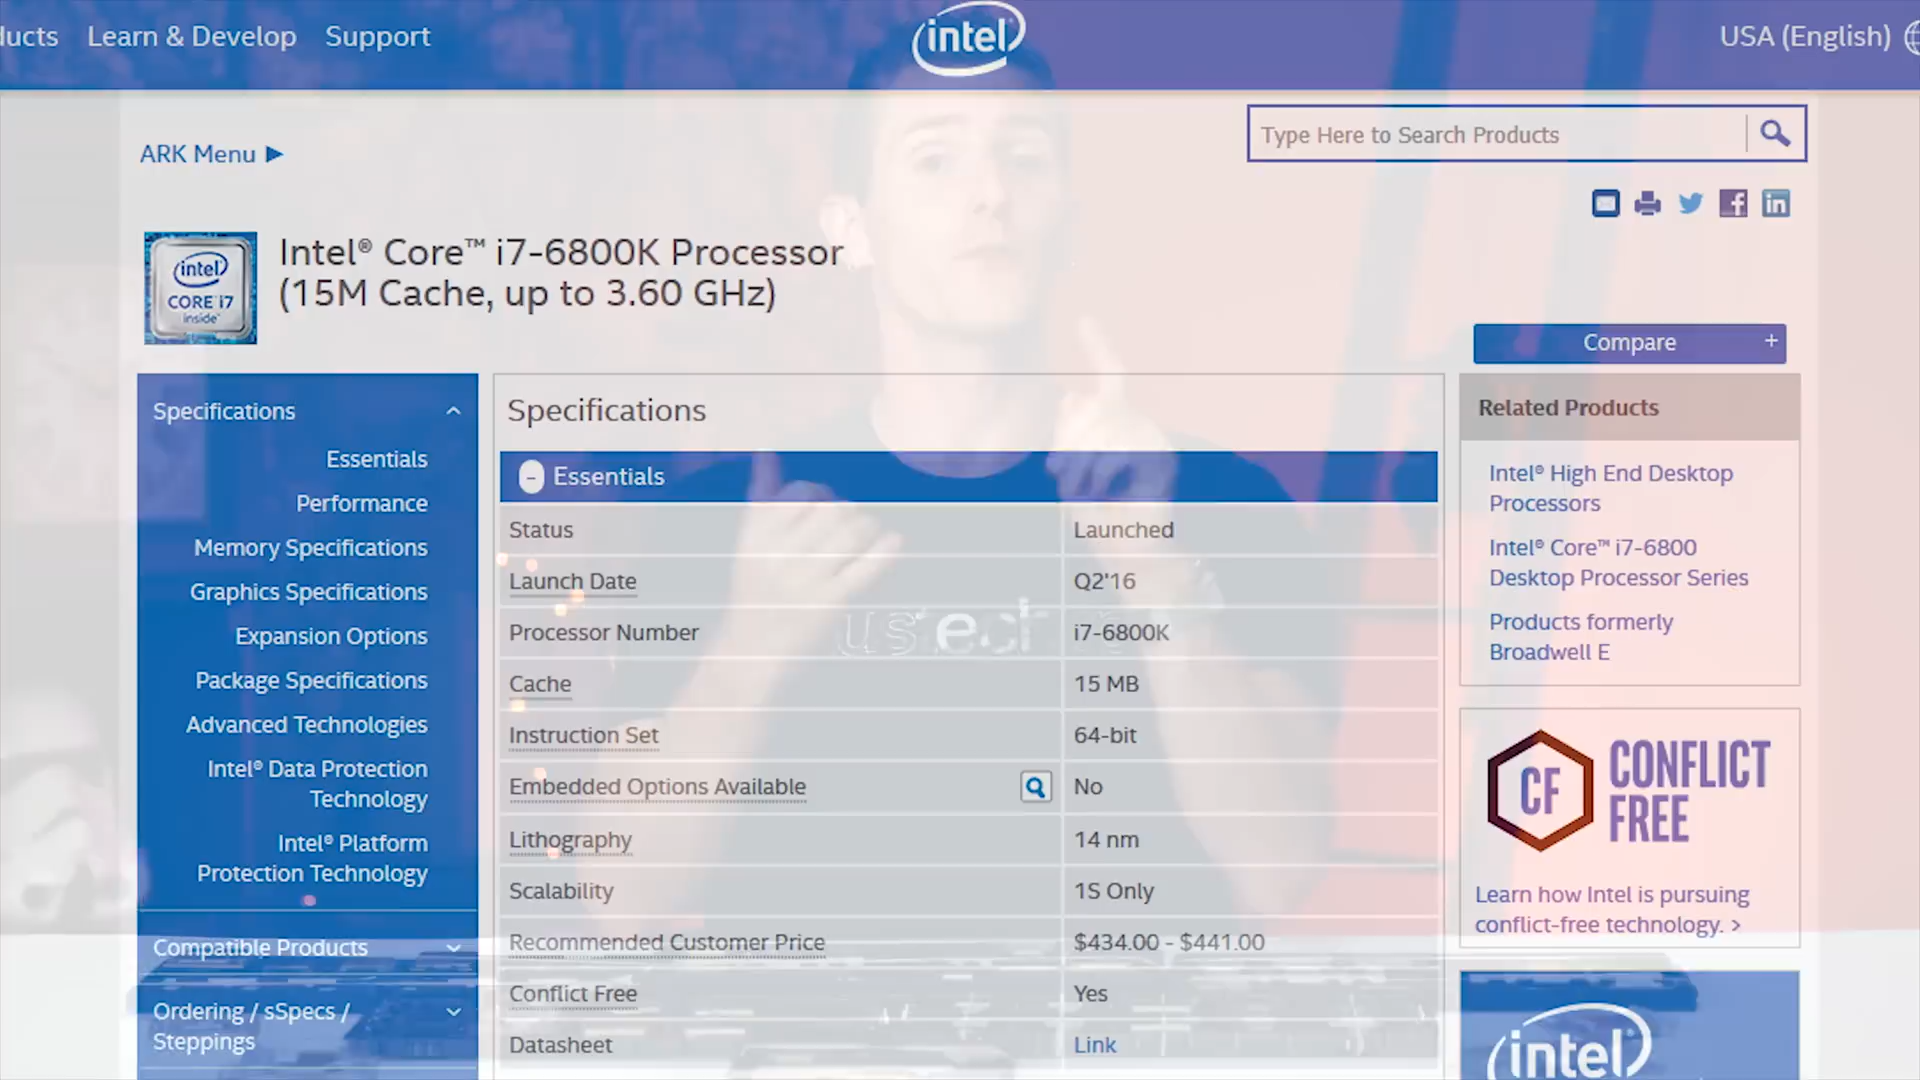 ucts Learn & Develop Support
intel
USA (English)
ARK Menu ▶
Type Here to Search Products
intel
CORE i7
inside
Intel® Core™ i7-6800K Processor
(15M Cache, up to 3.60 GHz)
Compare +
Specifications
Essentials
Performance
Memory Specifications
Graphics Specifications
Expansion Options
Package Specifications
Advanced Technologies
Intel® Data Protection
Technology
Intel® Platform
Protection Technology
Compatible Products
Ordering / sSpecs /
Steppings
Specifications
- Essentials
Status Launched
Launch Date Q2'16
Processor Number i7-6800K
Cache 15 MB
Instruction Set 64-bit
Embedded Options Available No
Lithography 14 nm
Scalability 1S Only
Recommended Customer Price $434.00 - $441.00
Conflict Free Yes
Datasheet Link
ustech
Related Products
Intel® High End Desktop
Processors
Intel® Core™ i7-6800
Desktop Processor Series
Products formerly
Broadwell E
CF CONFLICT
FREE
Learn how Intel is pursuing
conflict-free technology. >
intel